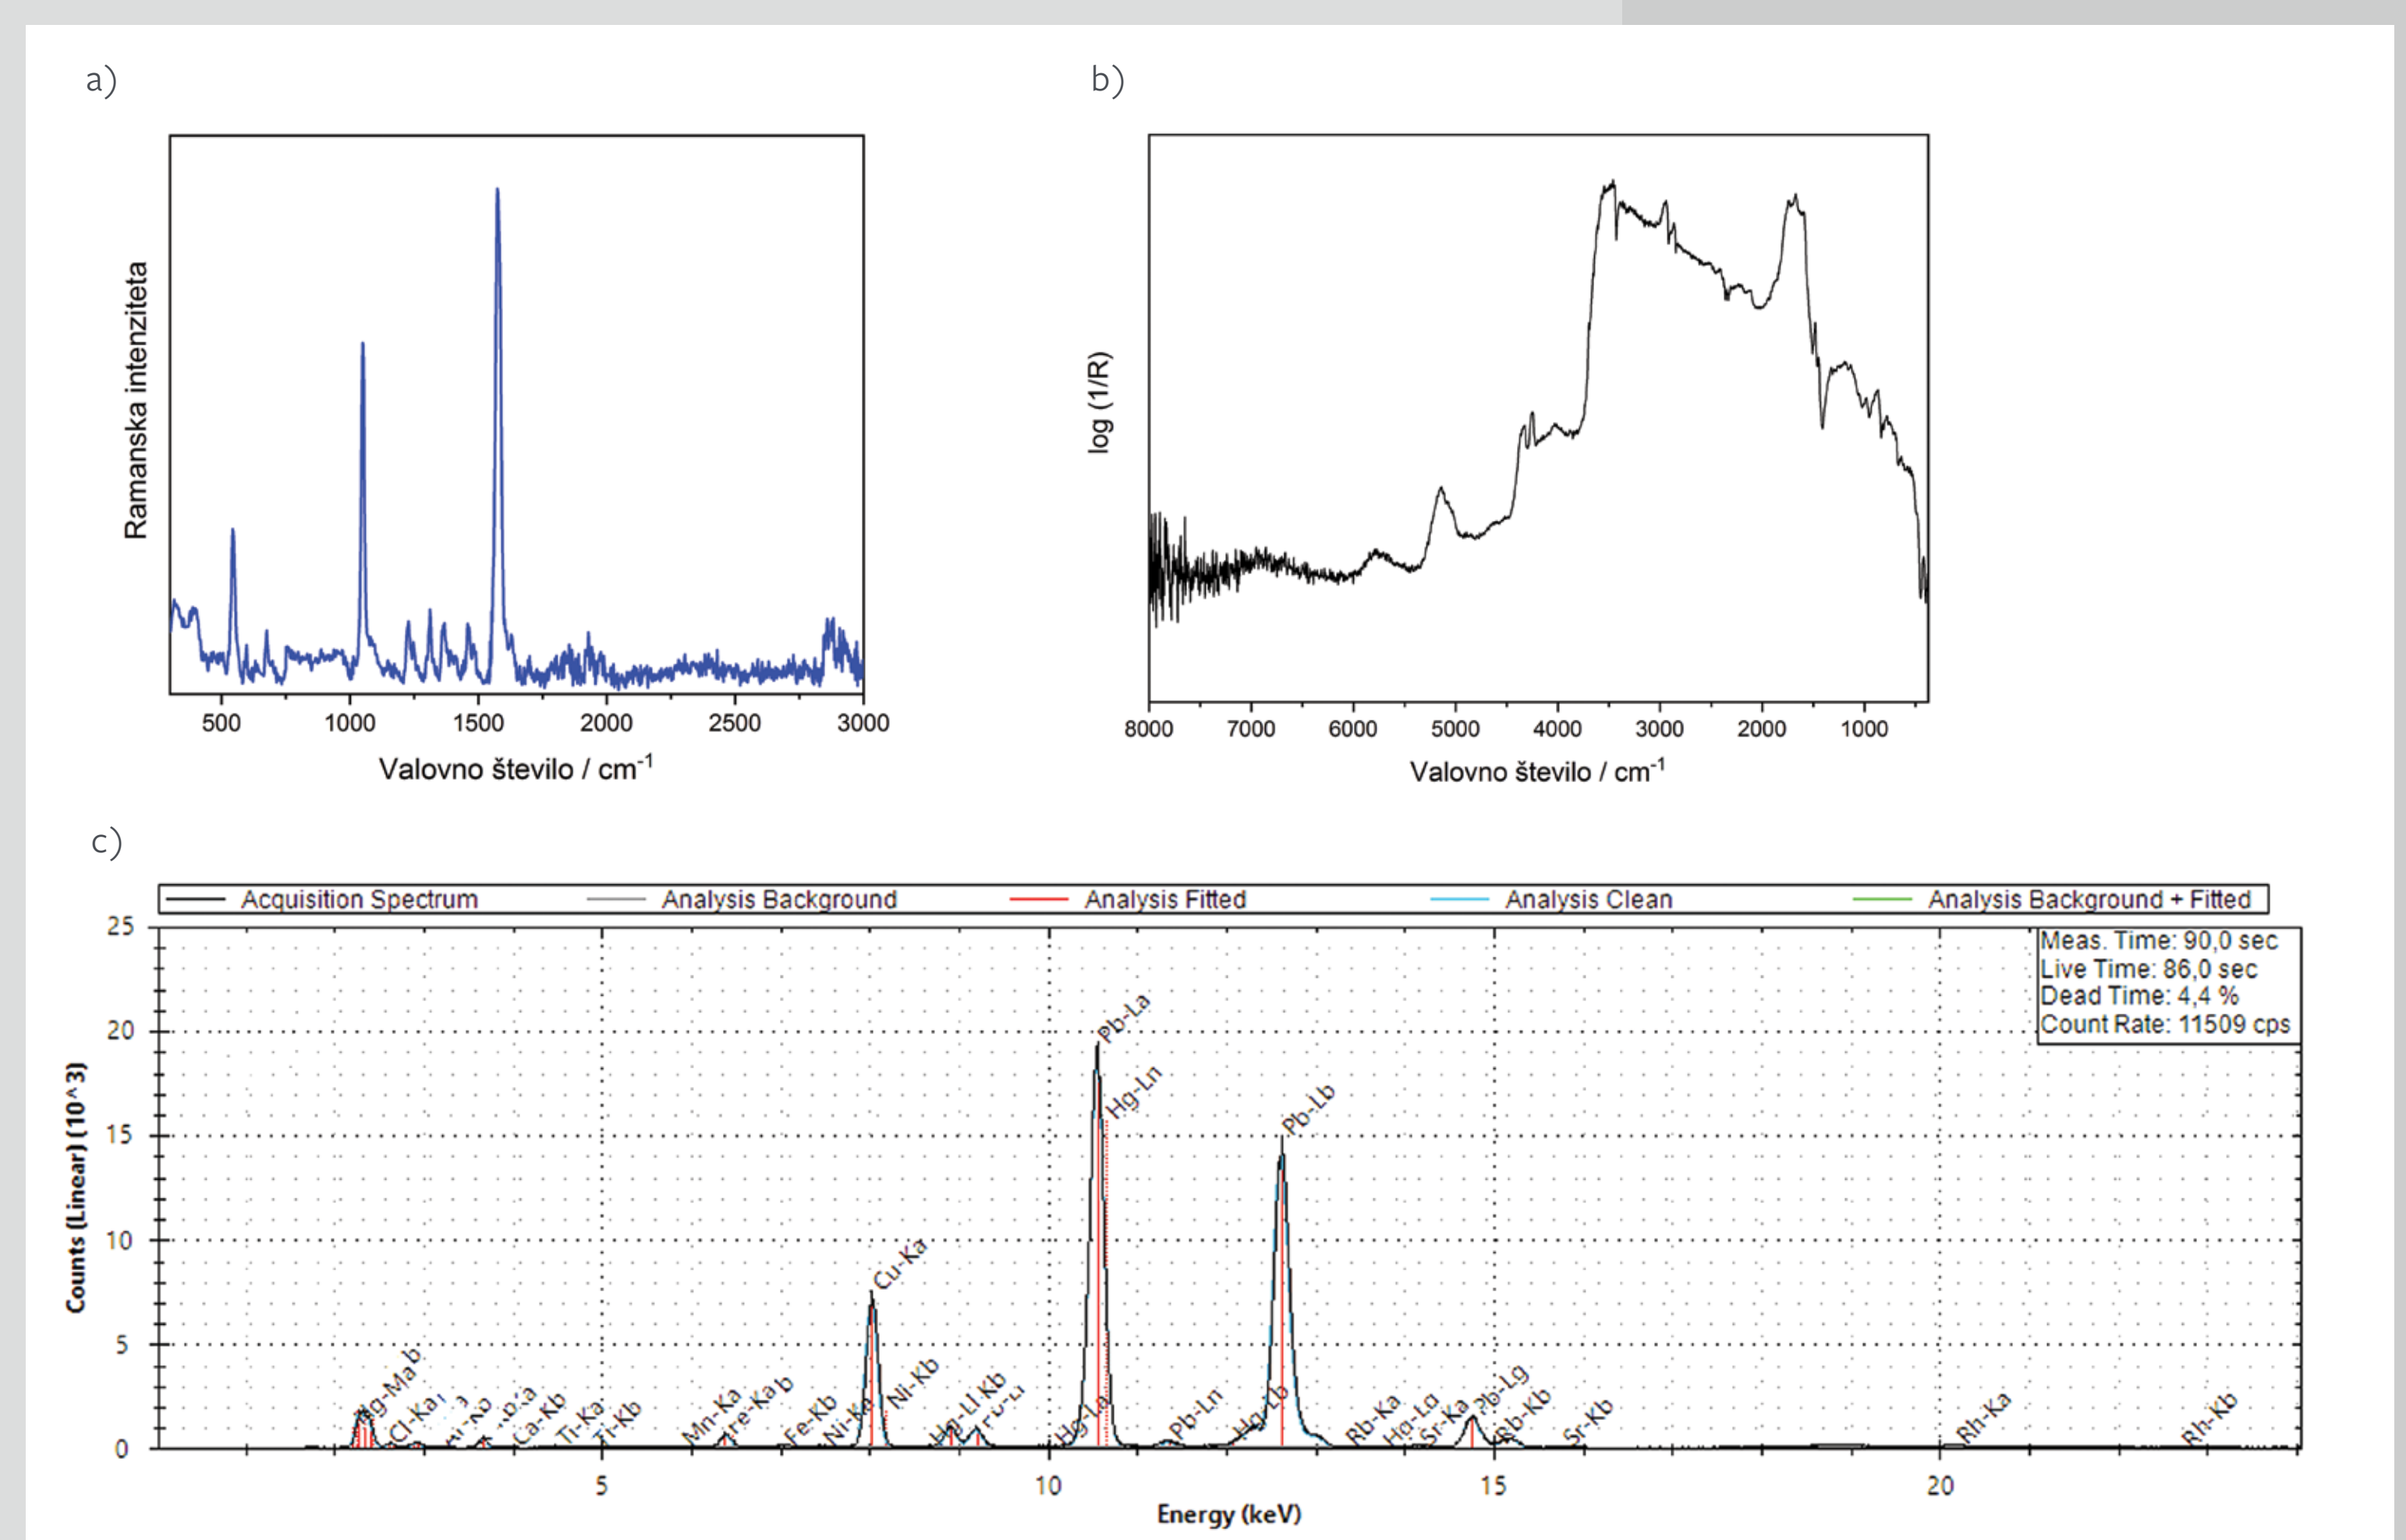 a)
b)
Ramanska intenziteta
500 1000 1500 2000 2500 3000
Valovno število / cm-1
log (1/R)
8000 7000 6000 5000 4000 3000 2000 1000
Valovno število / cm-1
c)
Acquisition Spectrum Analysis Background Analysis Fitted Analysis Clean Analysis Background + Fitted
Meas. Time: 90,0 sec
Live Time: 86,0 sec
Dead Time: 4,4 %
Count Rate: 11509 cps
Counts (Linear) (10^3)
25
20
15
10
5
0
Cl-Ka
Ca-Kb
Ti-Ka
Ti-Kb
Mn-Ka
Fe-Kb
Cu-Ka
Ni-Kb
Hg-La
Pb-La
Hg-Ln
Pb-Ln
Hg-Lb
Pb-Lb
Rb-Ka
Hg-Lg
Sr-Ka
Pb-Lg
Rb-Kb
Sr-Kb
Rh-Ka
Rh-Kb
5 10 15 20
Energy (keV)